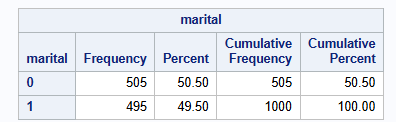 marital
Cumulative Cumulative
marital Frequency Percent Frequency Percent
0 505 50.50 505 50.50
1 495 49.50 1000 100.00